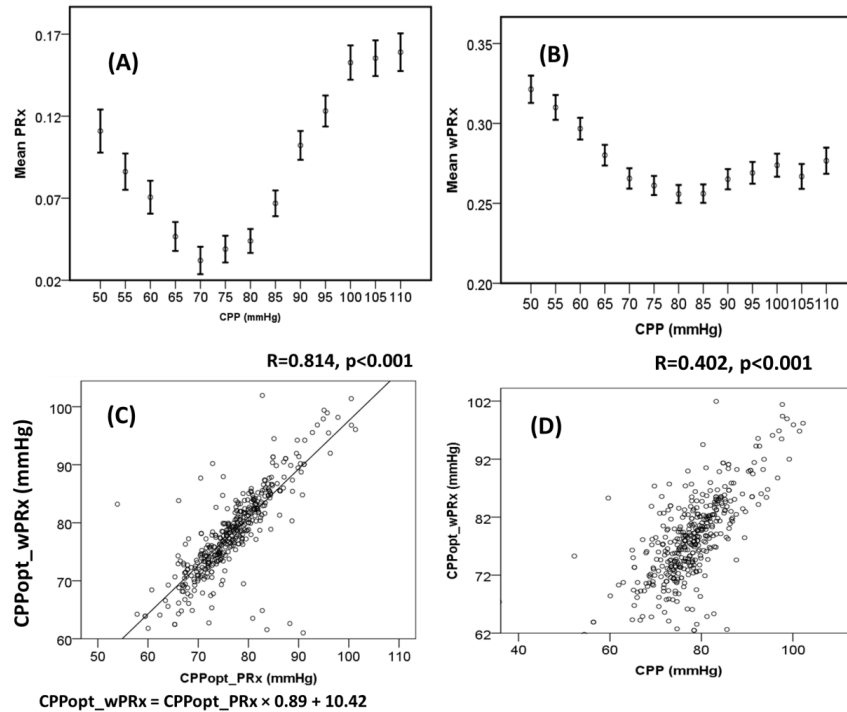 (A)
Mean PRx
0.17
0.12
0.07
0.02
50 55 60 65 70 75 80 85 90 95 100 105 110
CPP (mmHg)
(B)
Mean wPRx
0.35
0.30
0.25
0.20
50 55 60 65 70 75 80 85 90 95 100 105 110
CPP (mmHg)
R=0.814, p<0.001
(C)
CPPopt_wPRx (mmHg)
100
90
80
70
60
50 60 70 80 90 100 110
CPPopt_PRx (mmHg)
CPPopt_wPRx = CPPopt_PRx × 0.89 + 10.42
R=0.402, p<0.001
(D)
CPPopt_wPRx (mmHg)
102
92
82
72
62
40 60 80 100
CPP (mmHg)